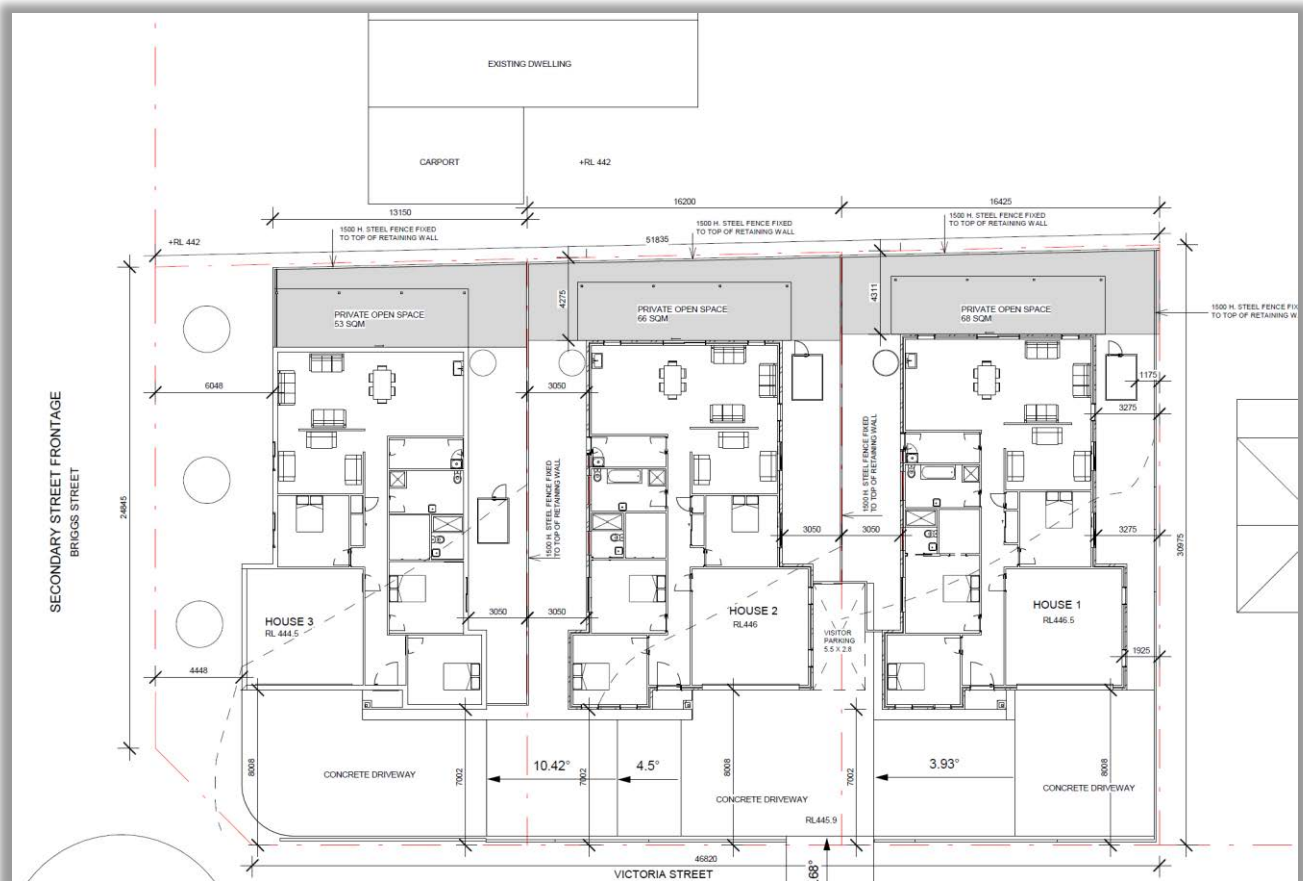 EXISTING DWELLING
CARPORT
+RL 442
13150
16200
16425
1500 H. STEEL FENCE FIXED
TO TOP OF RETAINING WALL
1500 H. STEEL FENCE FIXED
TO TOP OF RETAINING WALL
1500 H. STEEL FENCE FIXED
TO TOP OF RETAINING WALL
+RL 442
51835
4275
4311
PRIVATE OPEN SPACE
53 SQM
PRIVATE OPEN SPACE
66 SQM
PRIVATE OPEN SPACE
68 SQM
1500 H. STEEL FENCE FIX
TO TOP OF RETAINING W
6048
3050
1175
3275
SECONDARY STREET FRONTAGE
BRIGGS STREET
24845
1500 H. STEEL FENCE FIXED
TO TOP OF RETAINING WALL
1500 H. STEEL FENCE FIXED
TO TOP OF RETAINING WALL
3050
3050
3275
30975
3050
3050
HOUSE 3
RL 444.5
HOUSE 2
RL446
HOUSE 1
RL446.5
VISITOR
PARKING
5.5 X 2.8
1925
4448
8008
7002
7002
8008
7002
8008
CONCRETE DRIVEWAY
10.42°
4.5°
3.93°
CONCRETE DRIVEWAY
CONCRETE DRIVEWAY
RL445.9
46820
VICTORIA STREET
.68°